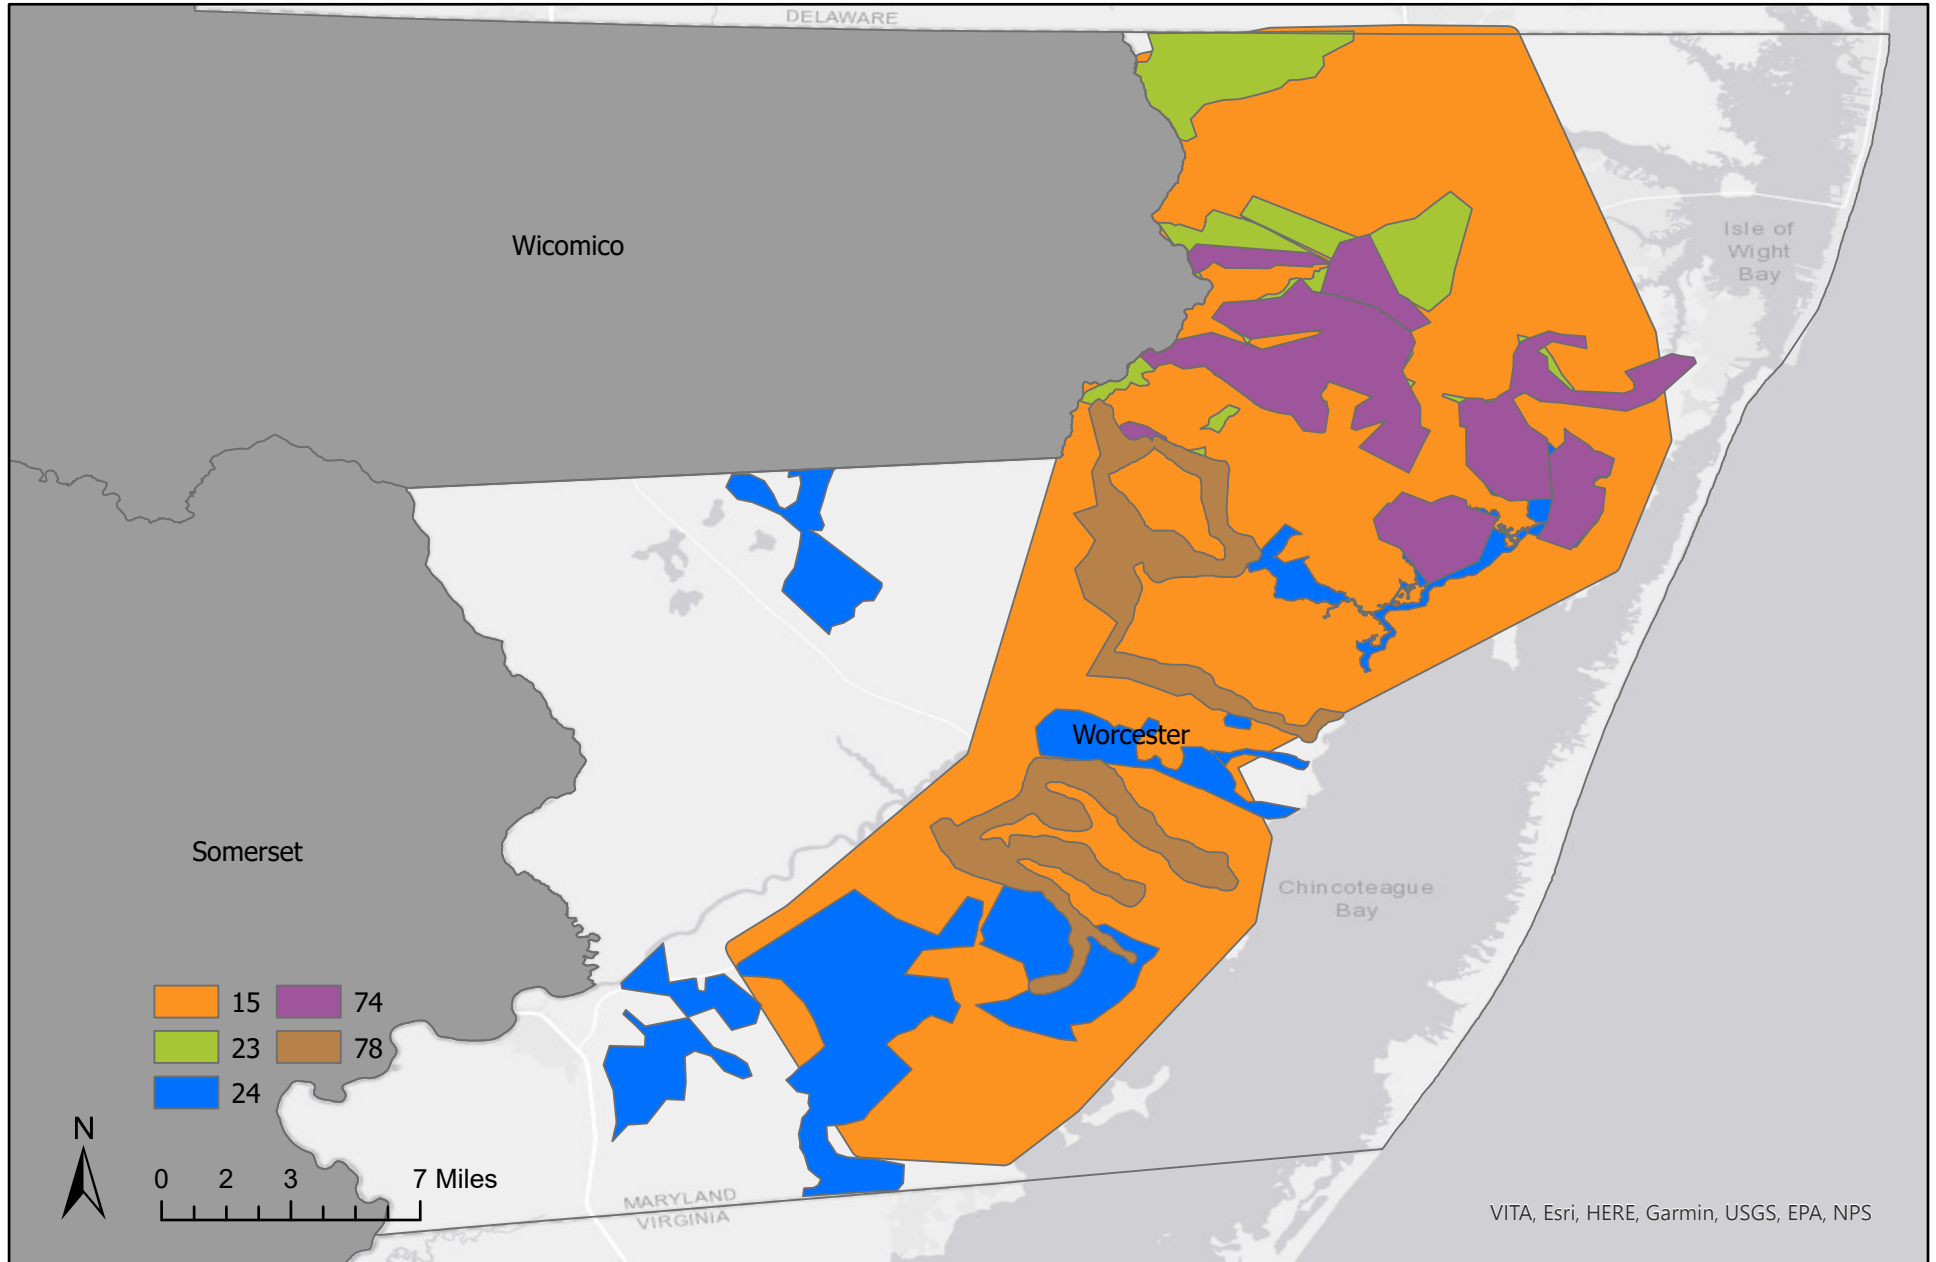 DELAWARE
Wicomico
Isle of
Wight
Bay
Worcester
Somerset
Chincoteague
Bay
15 74
23 78
24
N
0 2 3 7 Miles
MARYLAND
VIRGINIA
VITA, Esri, HERE, Garmin, USGS, EPA, NPS